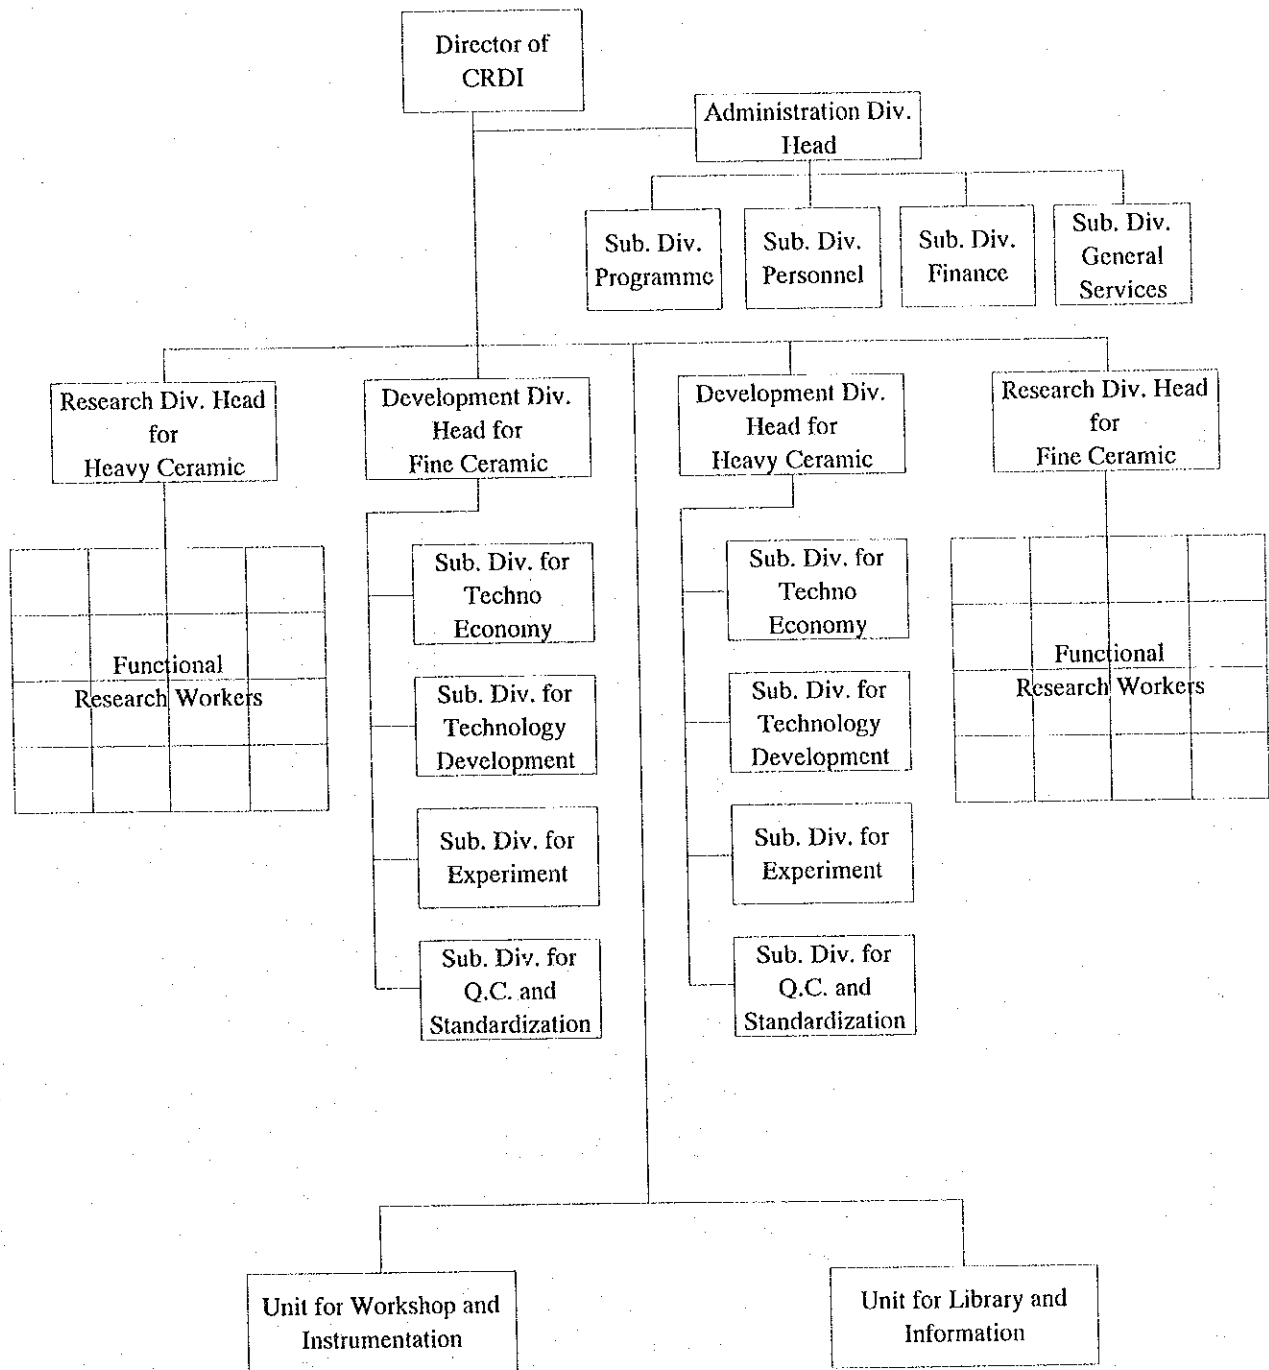 Director of
CRDI
Administration Div.
Head
Sub. Div.
Programme
Sub. Div.
Personnel
Sub. Div.
Finance
Sub. Div.
General
Services
Research Div. Head
for
Heavy Ceramic
Development Div.
Head for
Fine Ceramic
Development Div.
Head for
Heavy Ceramic
Research Div. Head
for
Fine Ceramic
Functional
Research Workers
Sub. Div. for
Techno
Economy
Sub. Div. for
Technology
Development
Sub. Div. for
Experiment
Sub. Div. for
Q.C. and
Standardization
Sub. Div. for
Techno
Economy
Sub. Div. for
Technology
Development
Sub. Div. for
Experiment
Sub. Div. for
Q.C. and
Standardization
Functional
Research Workers
Unit for Workshop and
Instrumentation
Unit for Library and
Information